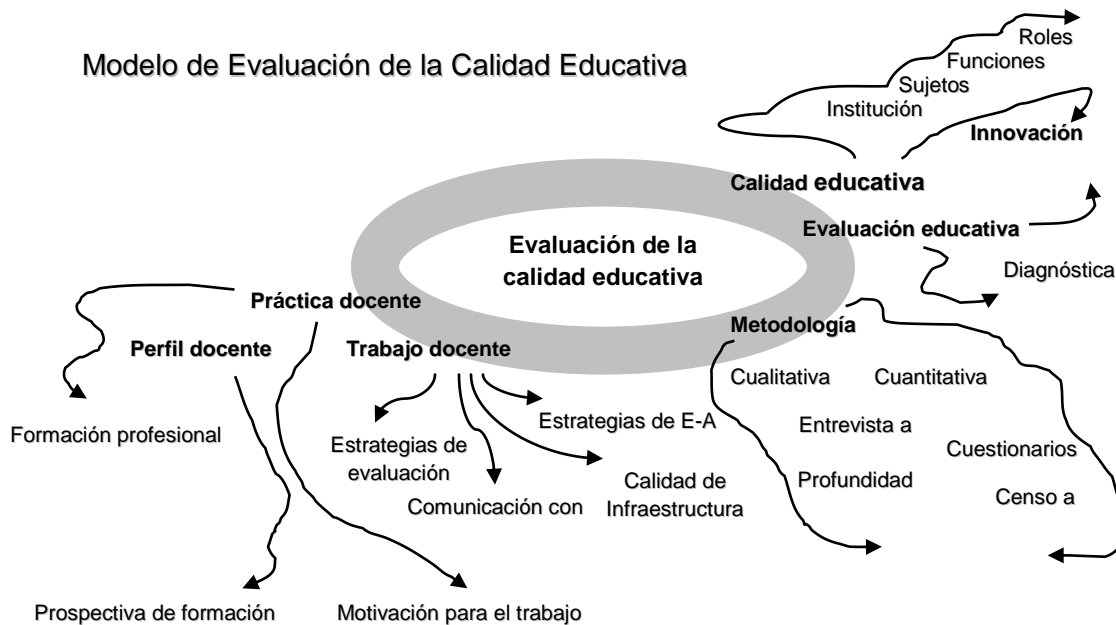 Modelo de Evaluación de la Calidad Educativa
Roles
Funciones
Sujetos
Institución
Innovación
Calidad educativa
Evaluación educativa
Diagnóstica
Evaluación de la
calidad educativa
Práctica docente
Perfil docente
Trabajo docente
Metodología
Formación profesional
Estrategias de
evaluación
Comunicación con
Estrategias de E-A
Calidad de
Infraestructura
Cualitativa
Cuantitativa
Entrevista a
Profundidad
Cuestionarios
Censo a
Prospectiva de formación
Motivación para el trabajo